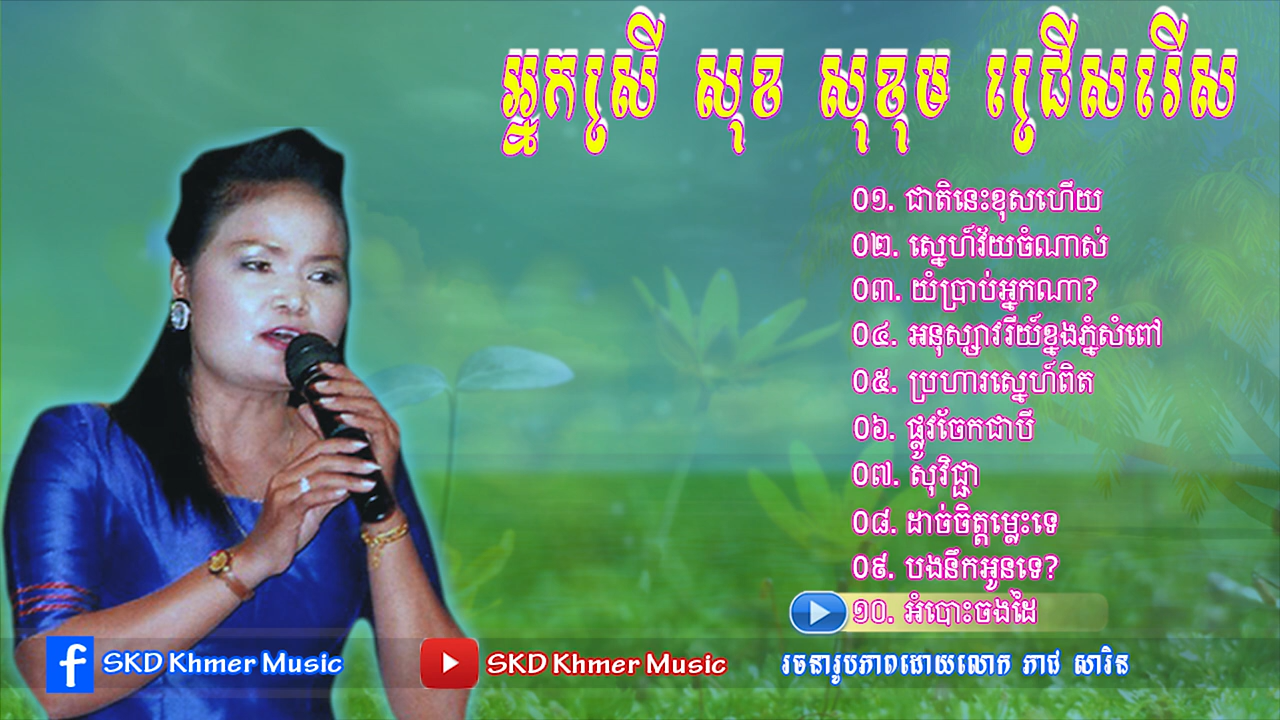 អ្នកស្រី សុខ សុខុម ជ្រើសរើស
០១. ជាតិនេះខុសហើយ
០២. ស្នេហ៍វ័យចំណាស់
០៣. យំប្រាប់អ្នកណា?
០៤. អនុស្សាវរីយ៍ខ្នងភ្នំសំពៅ
០៥. ប្រហារស្នេហ៍ពិត
០៦. ផ្លូវចែកជាបី
០៧. សុវិជ្ជា
០៨. ដាច់ចិត្តម្លេះទេ
០៩. បងនឹកអូនទេ?
១០. អំបោះចងដៃ
SKD Khmer Music
SKD Khmer Music
រចនារូបភាពដោយលោក ភាជ សារិន